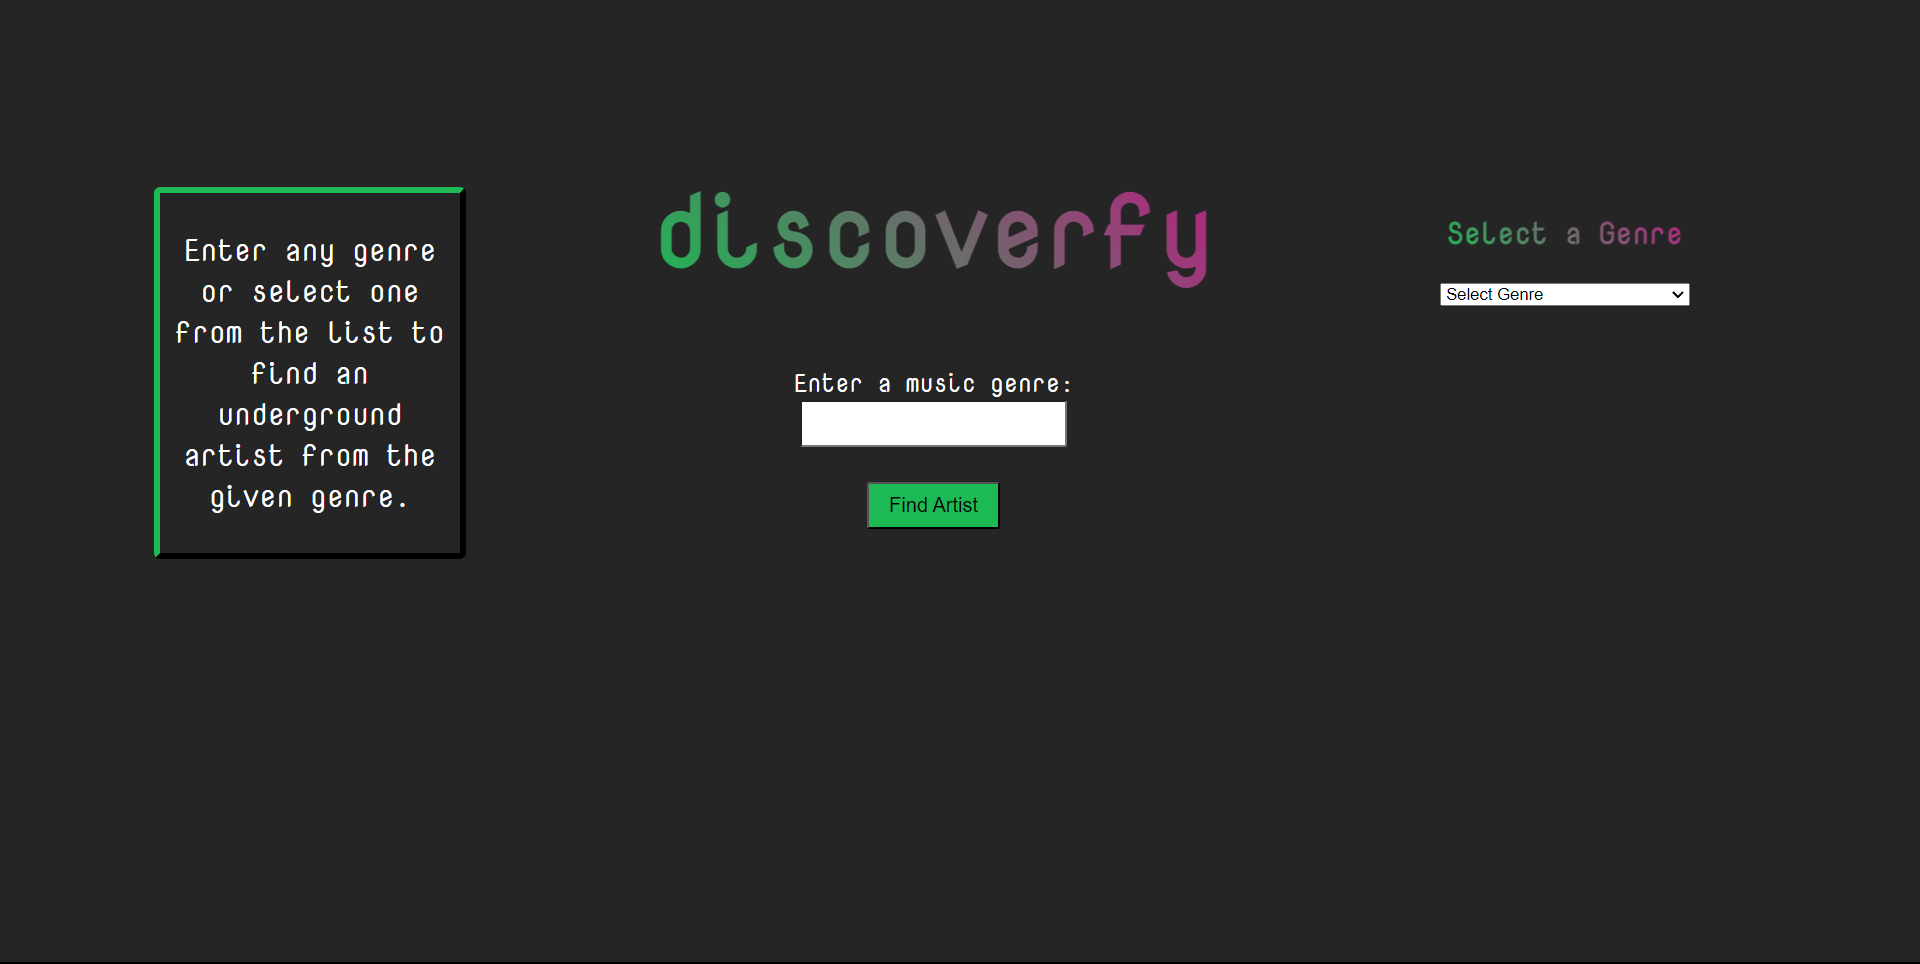 Enter any genre
or select one
from the list to
find an
underground
artist from the
given genre.
discoverfy
Enter a music genre:
Find Artist
Select a Genre
Select Genre